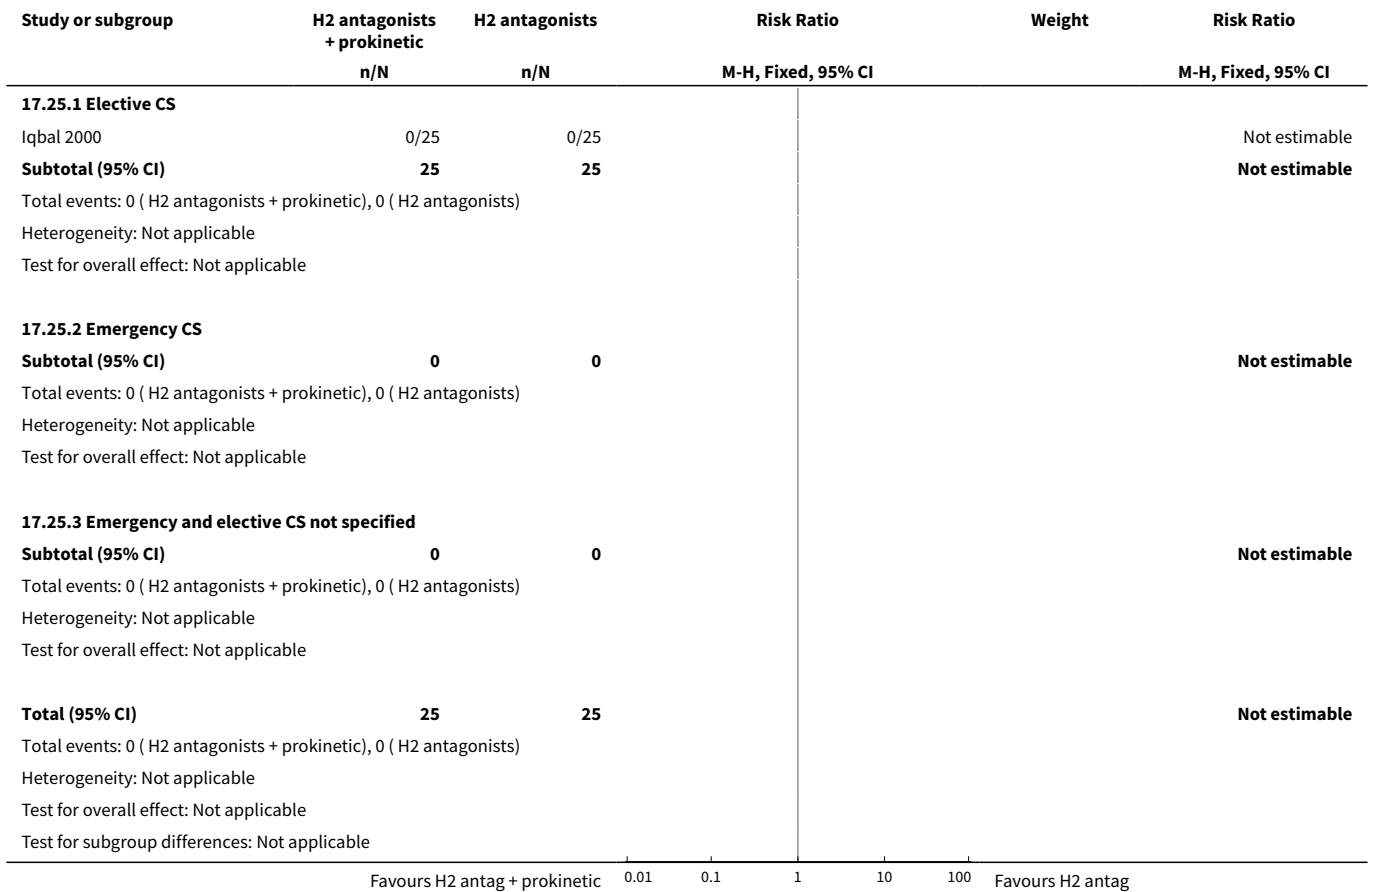 Study or subgroup H2 antagonists H2 antagonists Risk Ratio Weight Risk Ratio
+ prokinetic
n/N n/N M-H, Fixed, 95% CI M-H, Fixed, 95% CI
17.25.1 Elective CS
Iqbal 2000 0/25 0/25 Not estimable
Subtotal (95% CI) 25 25 Not estimable
Total events: 0 ( H2 antagonists + prokinetic), 0 ( H2 antagonists)
Heterogeneity: Not applicable
Test for overall effect: Not applicable
17.25.2 Emergency CS
Subtotal (95% CI) 0 0 Not estimable
Total events: 0 ( H2 antagonists + prokinetic), 0 ( H2 antagonists)
Heterogeneity: Not applicable
Test for overall effect: Not applicable
17.25.3 Emergency and elective CS not specified
Subtotal (95% CI) 0 0 Not estimable
Total events: 0 ( H2 antagonists + prokinetic), 0 ( H2 antagonists)
Heterogeneity: Not applicable
Test for overall effect: Not applicable
Total (95% CI) 25 25 Not estimable
Total events: 0 ( H2 antagonists + prokinetic), 0 ( H2 antagonists)
Heterogeneity: Not applicable
Test for overall effect: Not applicable
Test for subgroup differences: Not applicable
Favours H2 antag + prokinetic 0.01 0.1 1 10 100 Favours H2 antag